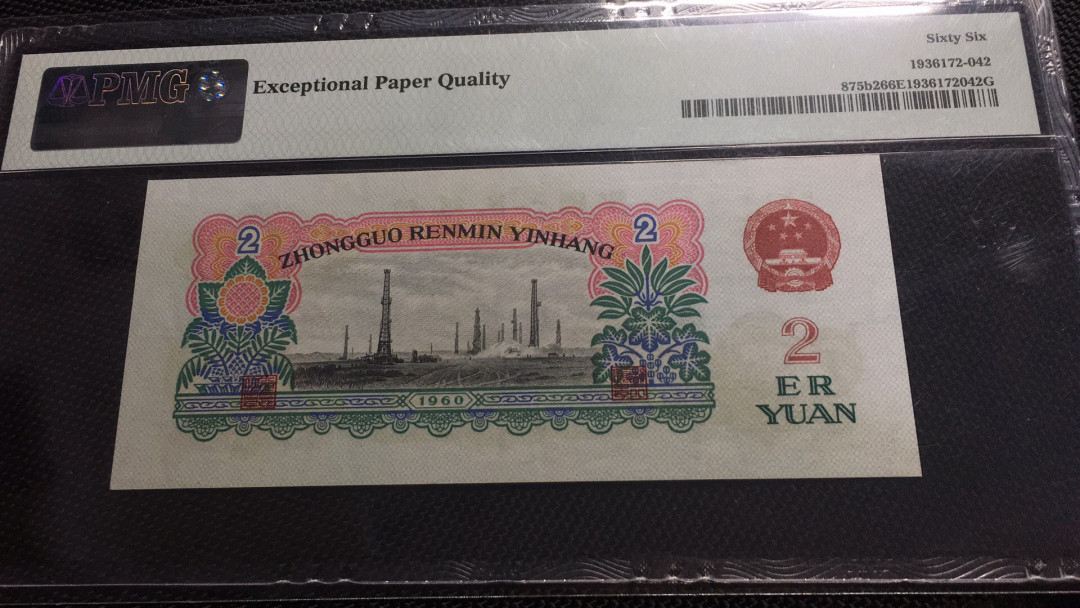 Sixty Six
PMG
Exceptional Paper Quality
1936172-042
875b266E1936172042G
2
2
ZHONGGUO RENMIN YINHANG
1960
2
ER
YUAN